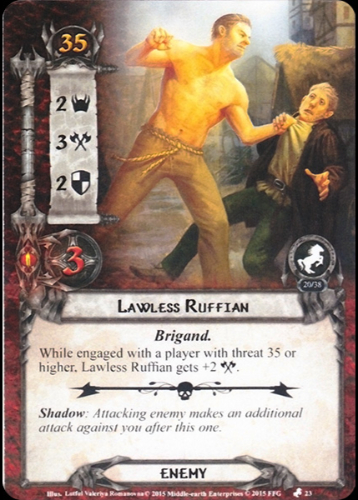 35
2
3
2
3
20/38
LAWLESS RUFFIAN
Brigand.
While engaged with a player with threat 35 or
higher, Lawless Ruffian gets +2 .
Shadow: Attacking enemy makes an additional
attack against you after this one.
ENEMY
Illus. Loffel Valeriya Romanova © 2015 Middle-earth Enterprises © 2015 FFG 23